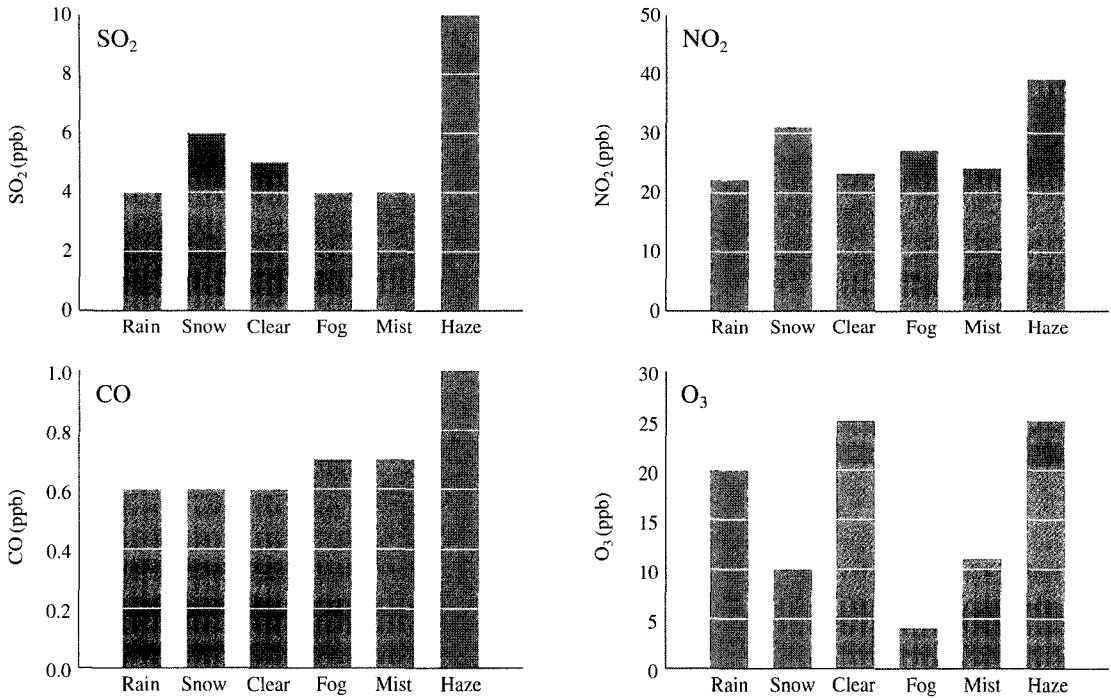 SO₂
SO₂ (ppb)
10
8
6
4
2
0
Rain Snow Clear Fog Mist Haze
NO₂
NO₂ (ppb)
50
40
30
20
10
0
Rain Snow Clear Fog Mist Haze
CO
CO (ppb)
1.0
0.8
0.6
0.4
0.2
0.0
Rain Snow Clear Fog Mist Haze
O₃
O₃ (ppb)
30
25
20
15
10
5
0
Rain Snow Clear Fog Mist Haze